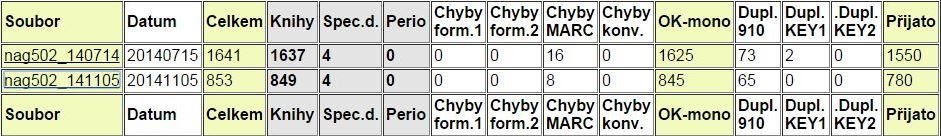 Soubor Datum Celkem Knihy Spec.d. Perio Chyby form.1 Chyby form.2 Chyby MARC Chyby konv. OK-mono Dupl. 910 Dupl. KEY1 .Dupl. KEY2 Přijato
nag502_140714 20140715 1641 1637 4 0 0 0 16 0 1625 73 2 0 1550
nag502_141105 20141105 853 849 4 0 0 0 8 0 845 65 0 0 780
Soubor Datum Celkem Knihy Spec.d. Perio Chyby form.1 Chyby form.2 Chyby MARC Chyby konv. OK-mono Dupl. 910 Dupl. KEY1 .Dupl. KEY2 Přijato